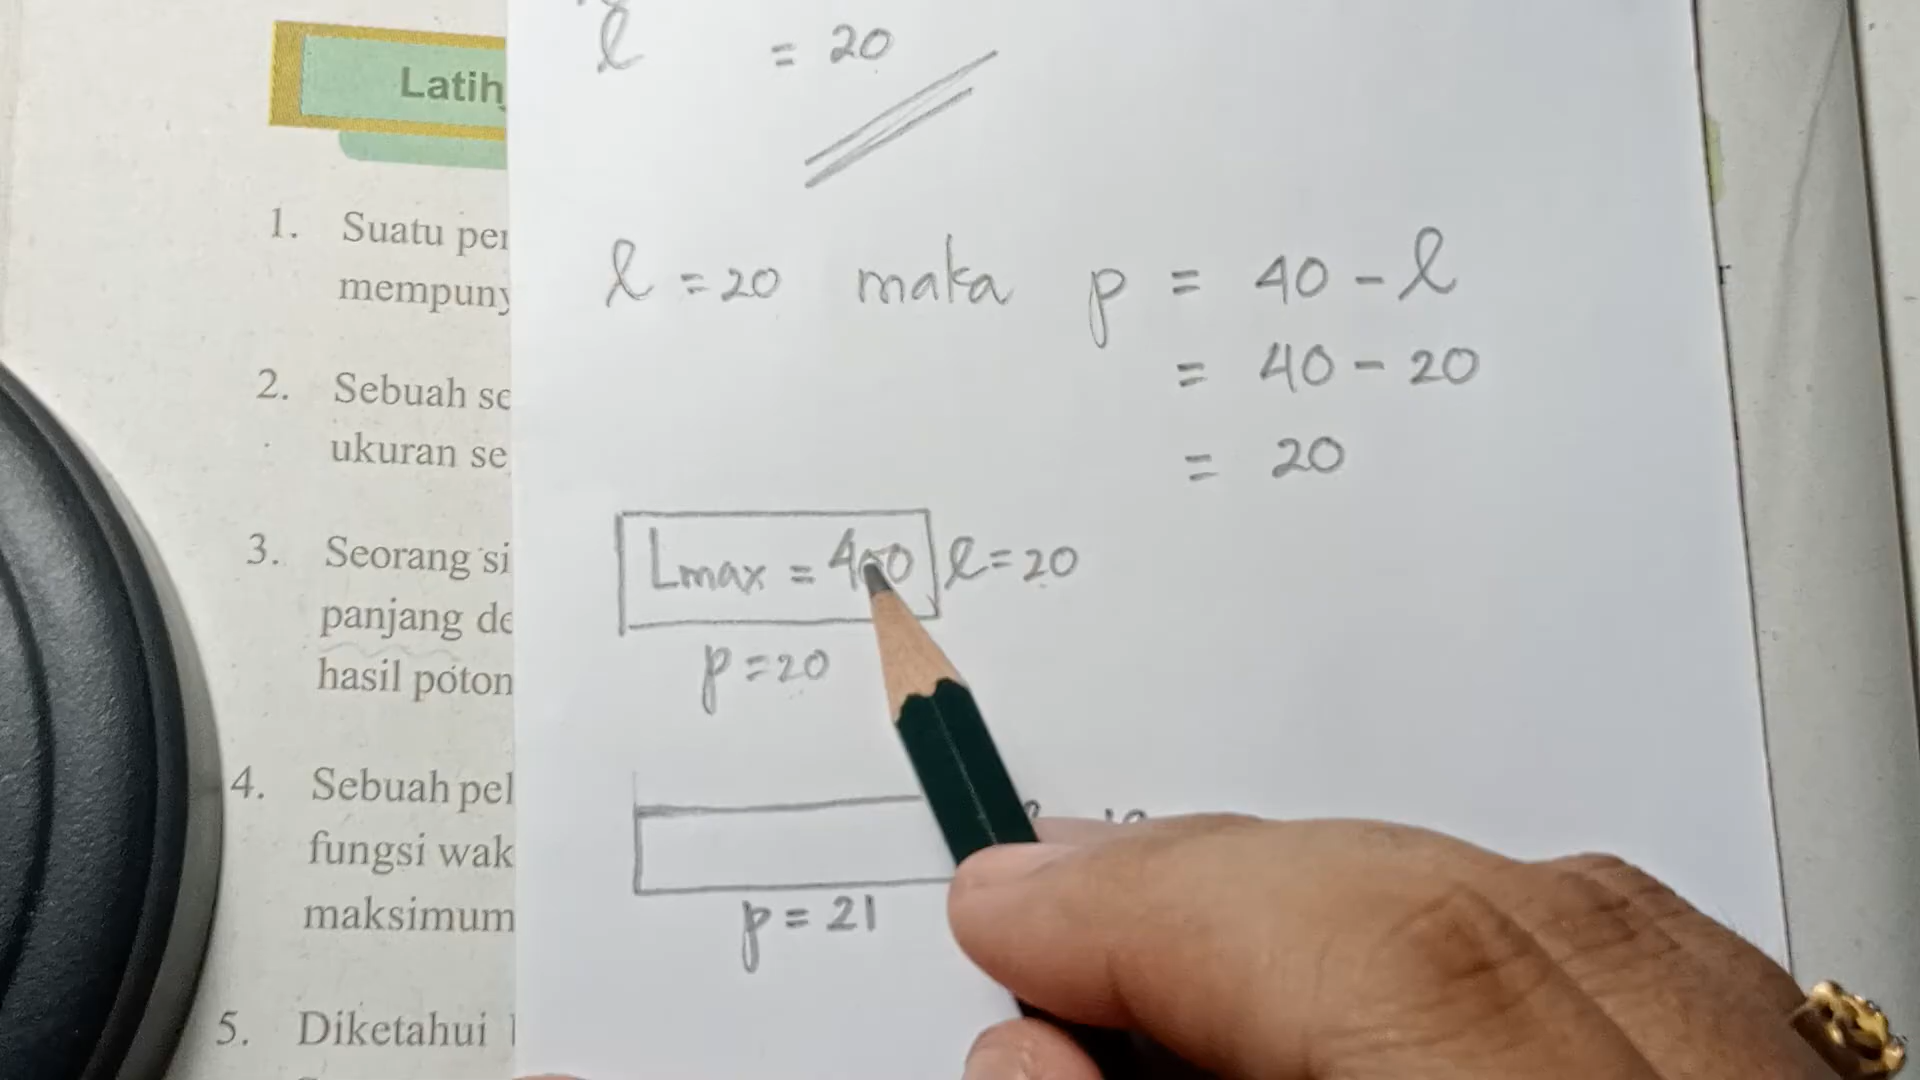 l = 20
Latih
l = 20 maka p = 40 - l
= 40 - 20
= 20
Lmax = 400 l = 20
p = 20
p = 21
1. Suatu per
mempuny
2. Sebuah se
ukuran se
3. Seorang si
panjang de
hasil poton
4. Sebuah pel
fungsi wak
maksimum
5. Diketahui